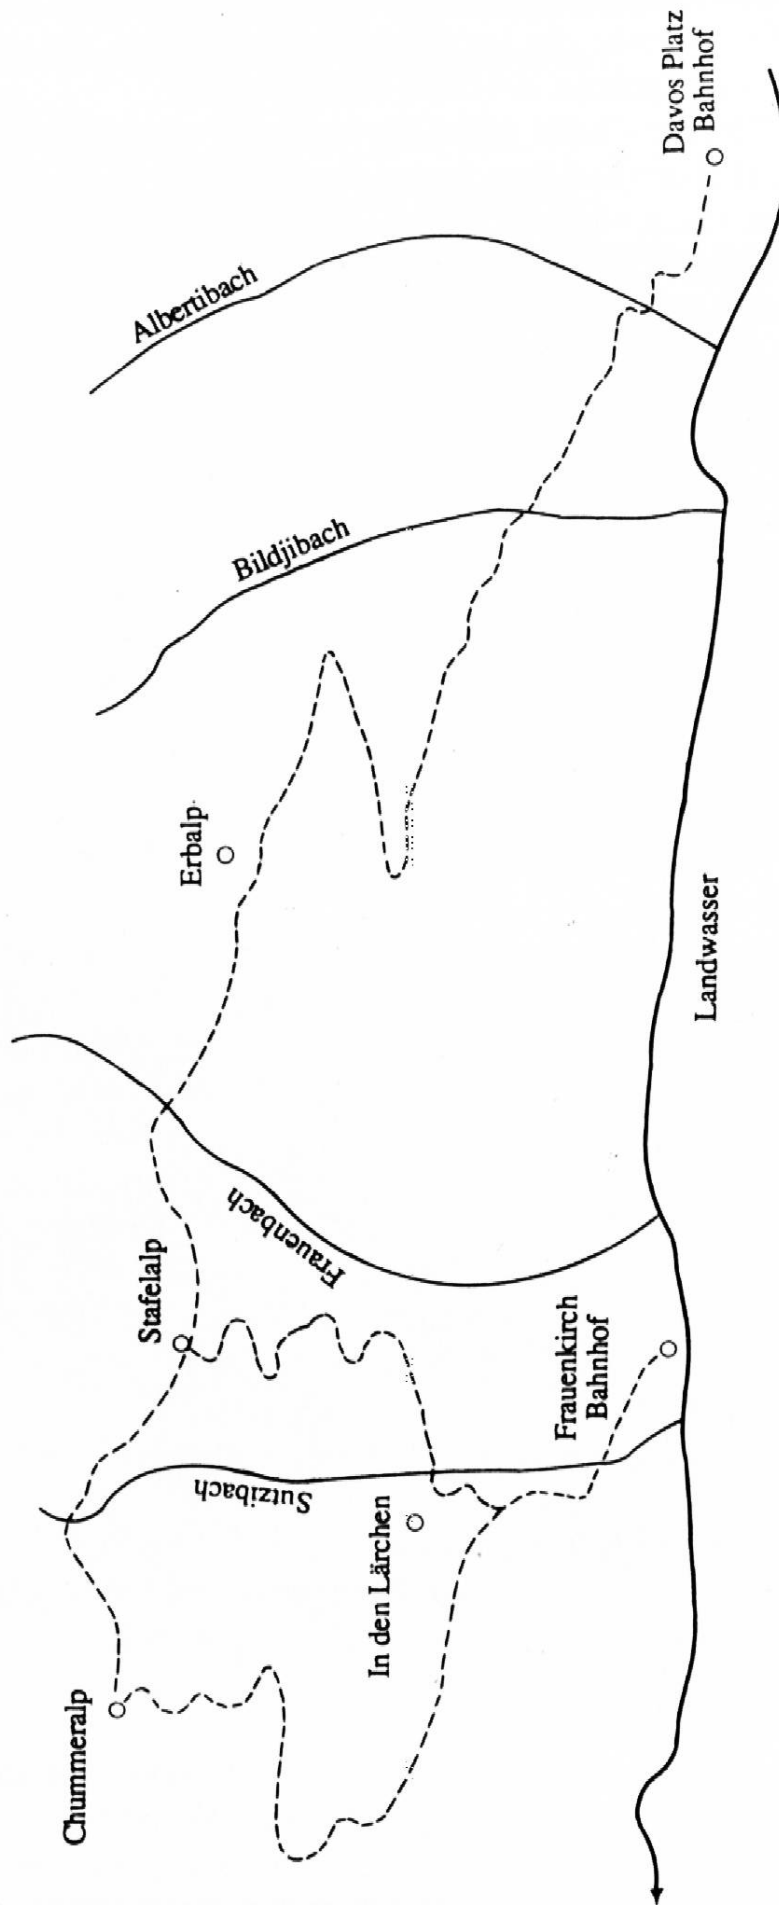 Chummeralp
Stafelalp
Erbalp
Albertibach
Bildjibach
Frauenbach
Sutzibach
In den Lärchen
Frauenkirch
Bahnhof
Landwasser
Davos Platz
Bahnhof